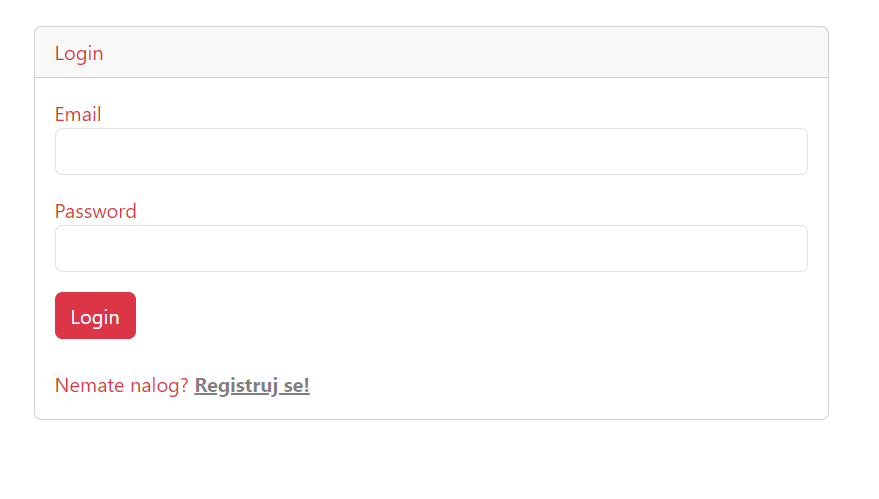 Login
Email
Password
Login
Nemate nalog? Registruj se!